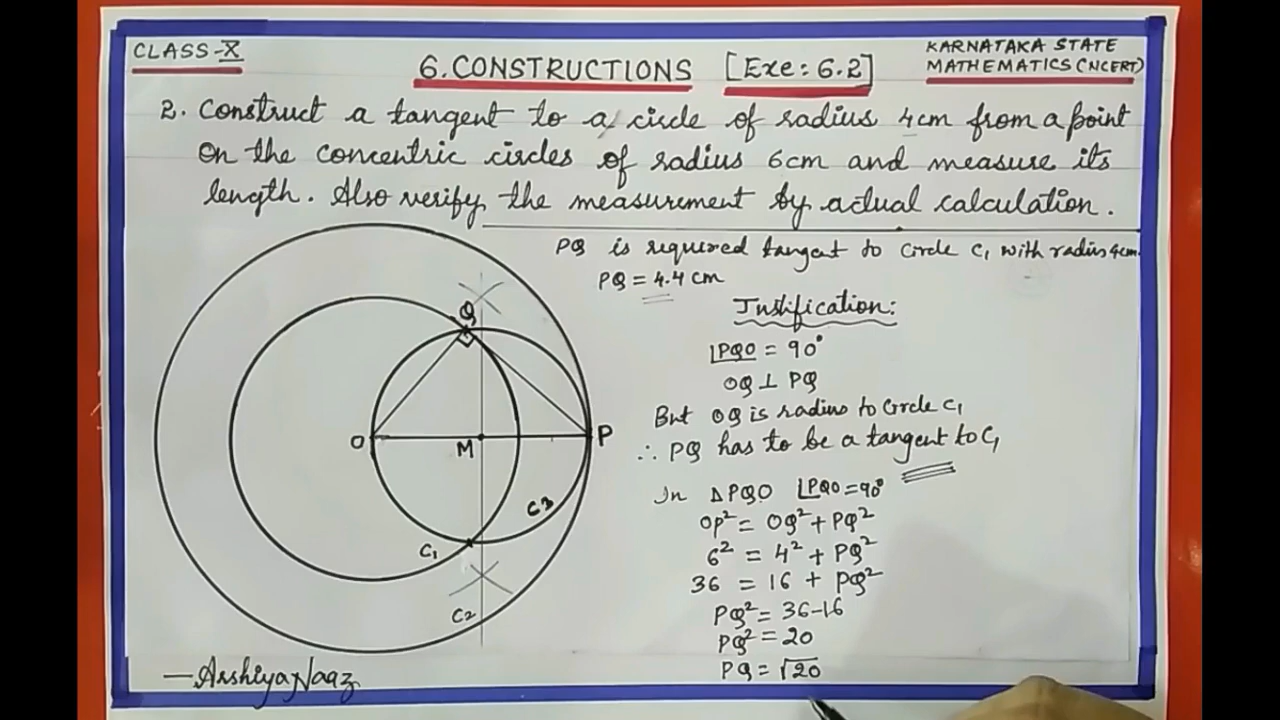 CLASS-X
6.CONSTRUCTIONS [Exe: 6.2]
KARNATAKA STATE
MATHEMATICS (NCERT)
2. Construct a tangent to a circle of radius 4cm from a point
on the concentric circles of radius 6cm and measure its
length. Also verify the measurement by actual calculation.
PQ is required tangent to circle C₁ with radius 4cm.
PQ = 4.4 cm
Justification:
∠PQO = 90°
OQ ⊥ PQ
But OQ is radius to circle C₁
∴ PQ has to be a tangent to C₁
In △PQO ∠PQO = 90°
OP² = OQ² + PQ²
6² = 4² + PQ²
36 = 16 + PQ²
PQ² = 36-16
PQ² = 20
PQ = √20
Q
O
M
P
C3
C₁
C2
—Arshiya Naaz